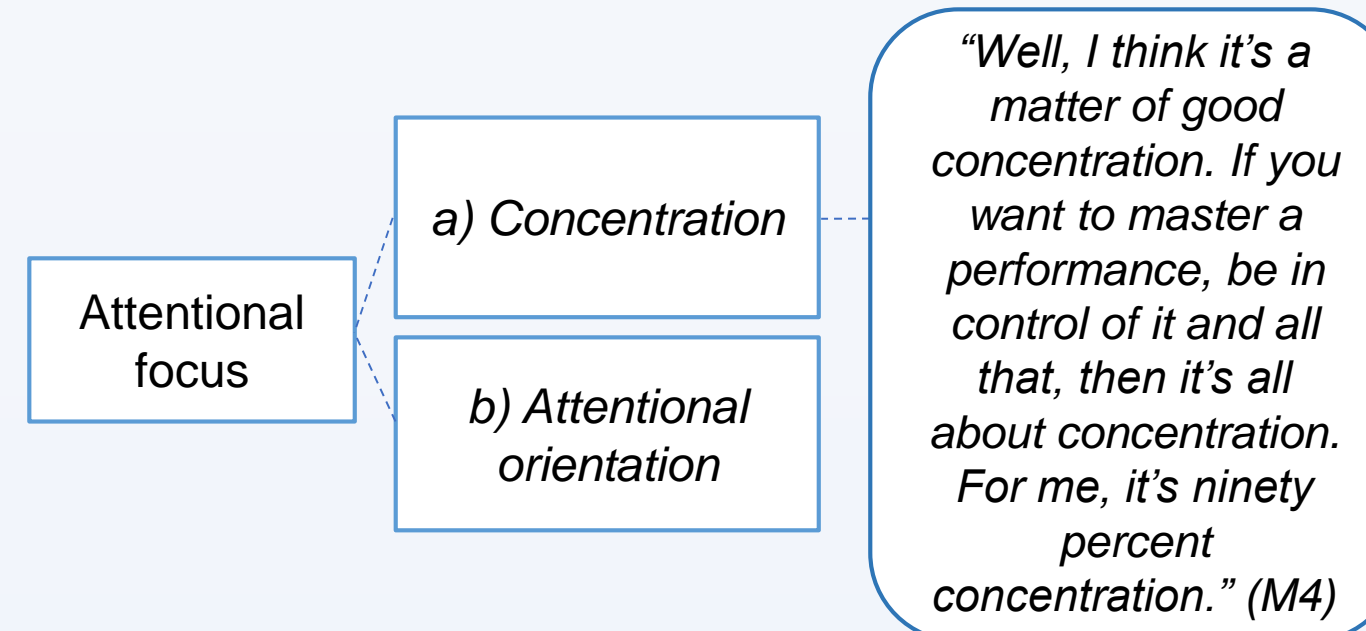 Attentional
focus
a) Concentration
b) Attentional
orientation
“Well, I think it’s a
matter of good
concentration. If you
want to master a
performance, be in
control of it and all
that, then it’s all
about concentration.
For me, it’s ninety
percent
concentration.” (M4)